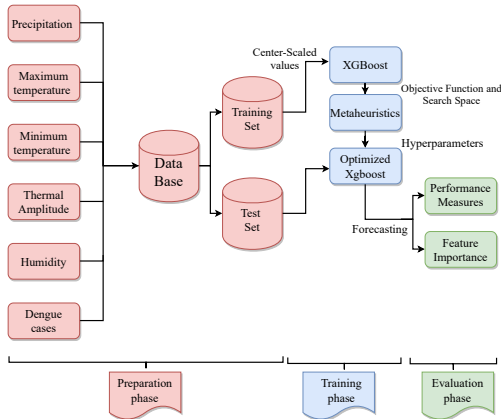 Precipitation
Maximum
temperature
Minimum
temperature
Thermal
Amplitude
Humidity
Dengue
cases
Data
Base
Training
Set
Test
Set
Center-Scaled
values
XGBoost
Objective Function and
Search Space
Metaheuristics
Hyperparameters
Optimized
Xgboost
Forecasting
Performance
Measures
Feature
Importance
Preparation
phase
Training
phase
Evaluation
phase